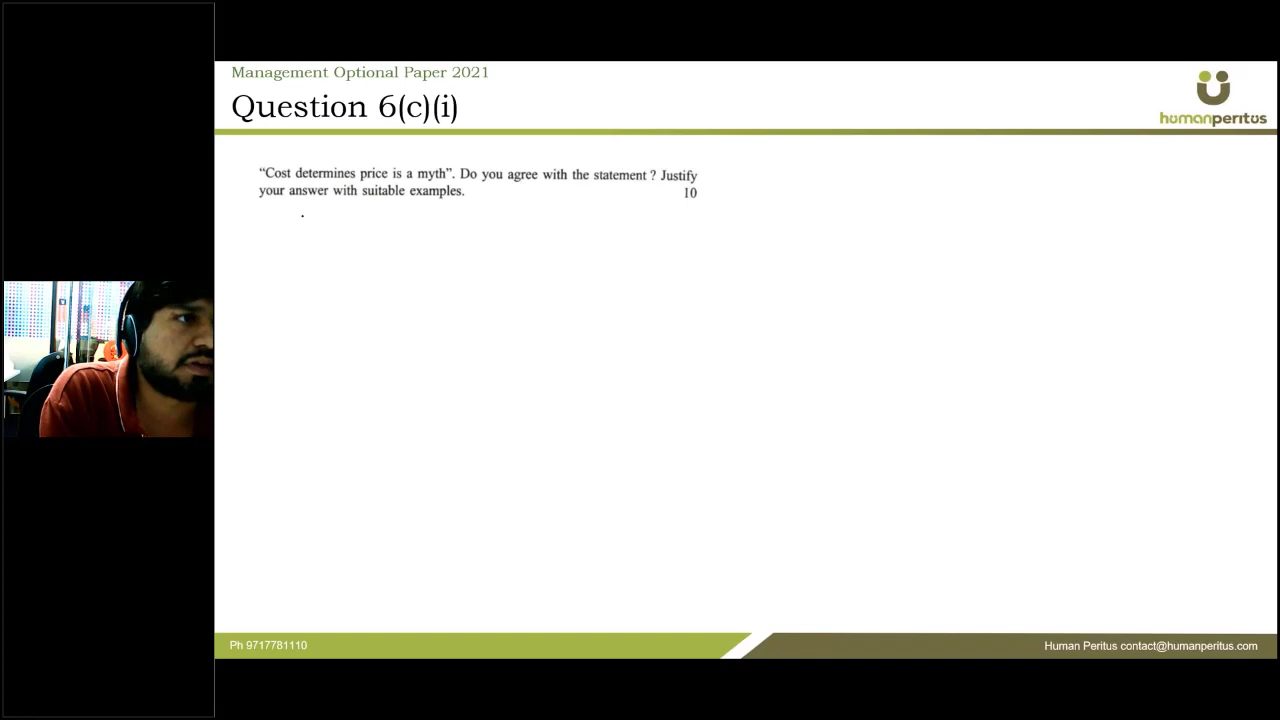 Management Optional Paper 2021
Question 6(c)(i)
humanperitus
“Cost determines price is a myth”. Do you agree with the statement ? Justify
your answer with suitable examples.
10
Ph 9717781110
Human Peritus contact@humanperitus.com